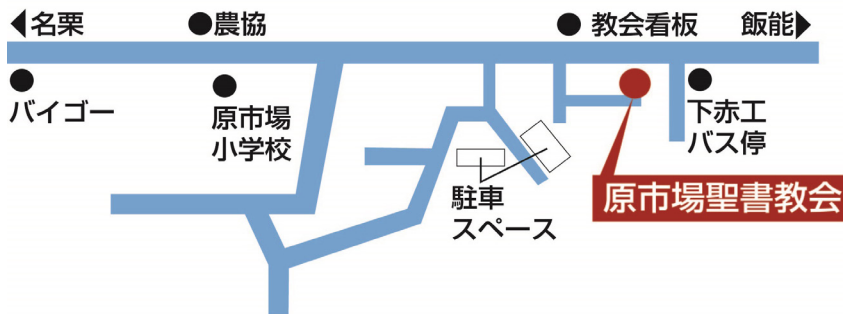 ◀名栗
●農協
● 教会看板
飯能▶
バイゴー
原市場
小学校
下赤工
バス停
駐車
スペース
原市場聖書教会